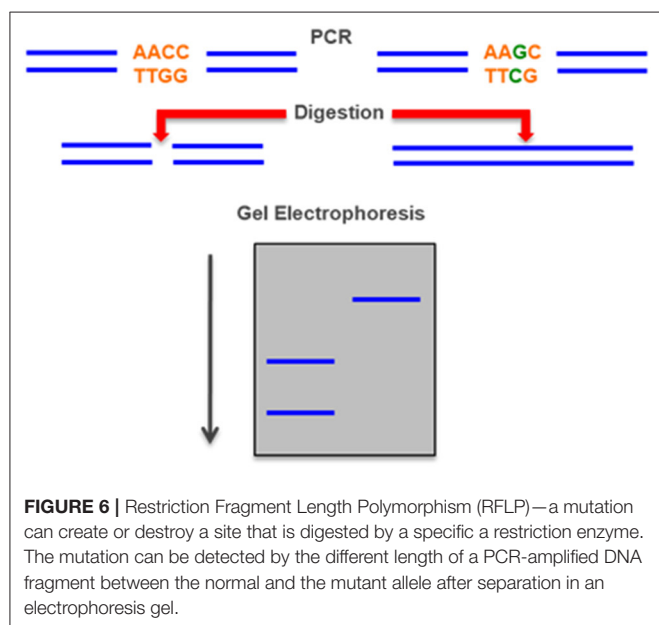 PCR
AACC AAGC
TTGG TTCG
Digestion
Gel Electrophoresis
FIGURE 6 | Restriction Fragment Length Polymorphism (RFLP)—a mutation
can create or destroy a site that is digested by a specific a restriction enzyme.
The mutation can be detected by the different length of a PCR-amplified DNA
fragment between the normal and the mutant allele after separation in an
electrophoresis gel.